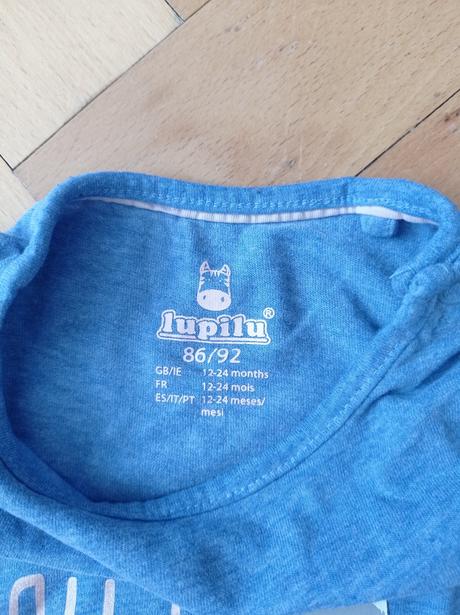 lupilu®
86/92
GB/IE 12-24 months
FR 12-24 mois
ES/IT/PT 12-24 meses/
mesi